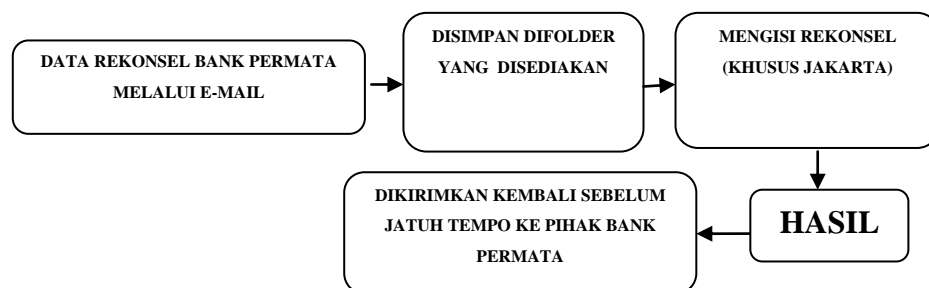 DATA REKONSEL BANK PERMATA
MELALUI E-MAIL
DISIMPAN DIFOLDER
YANG DISEDIAKAN
MENGISI REKONSEL
(KHUSUS JAKARTA)
HASIL
DIKIRIMKAN KEMBALI SEBELUM
JATUH TEMPO KE PIHAK BANK
PERMATA